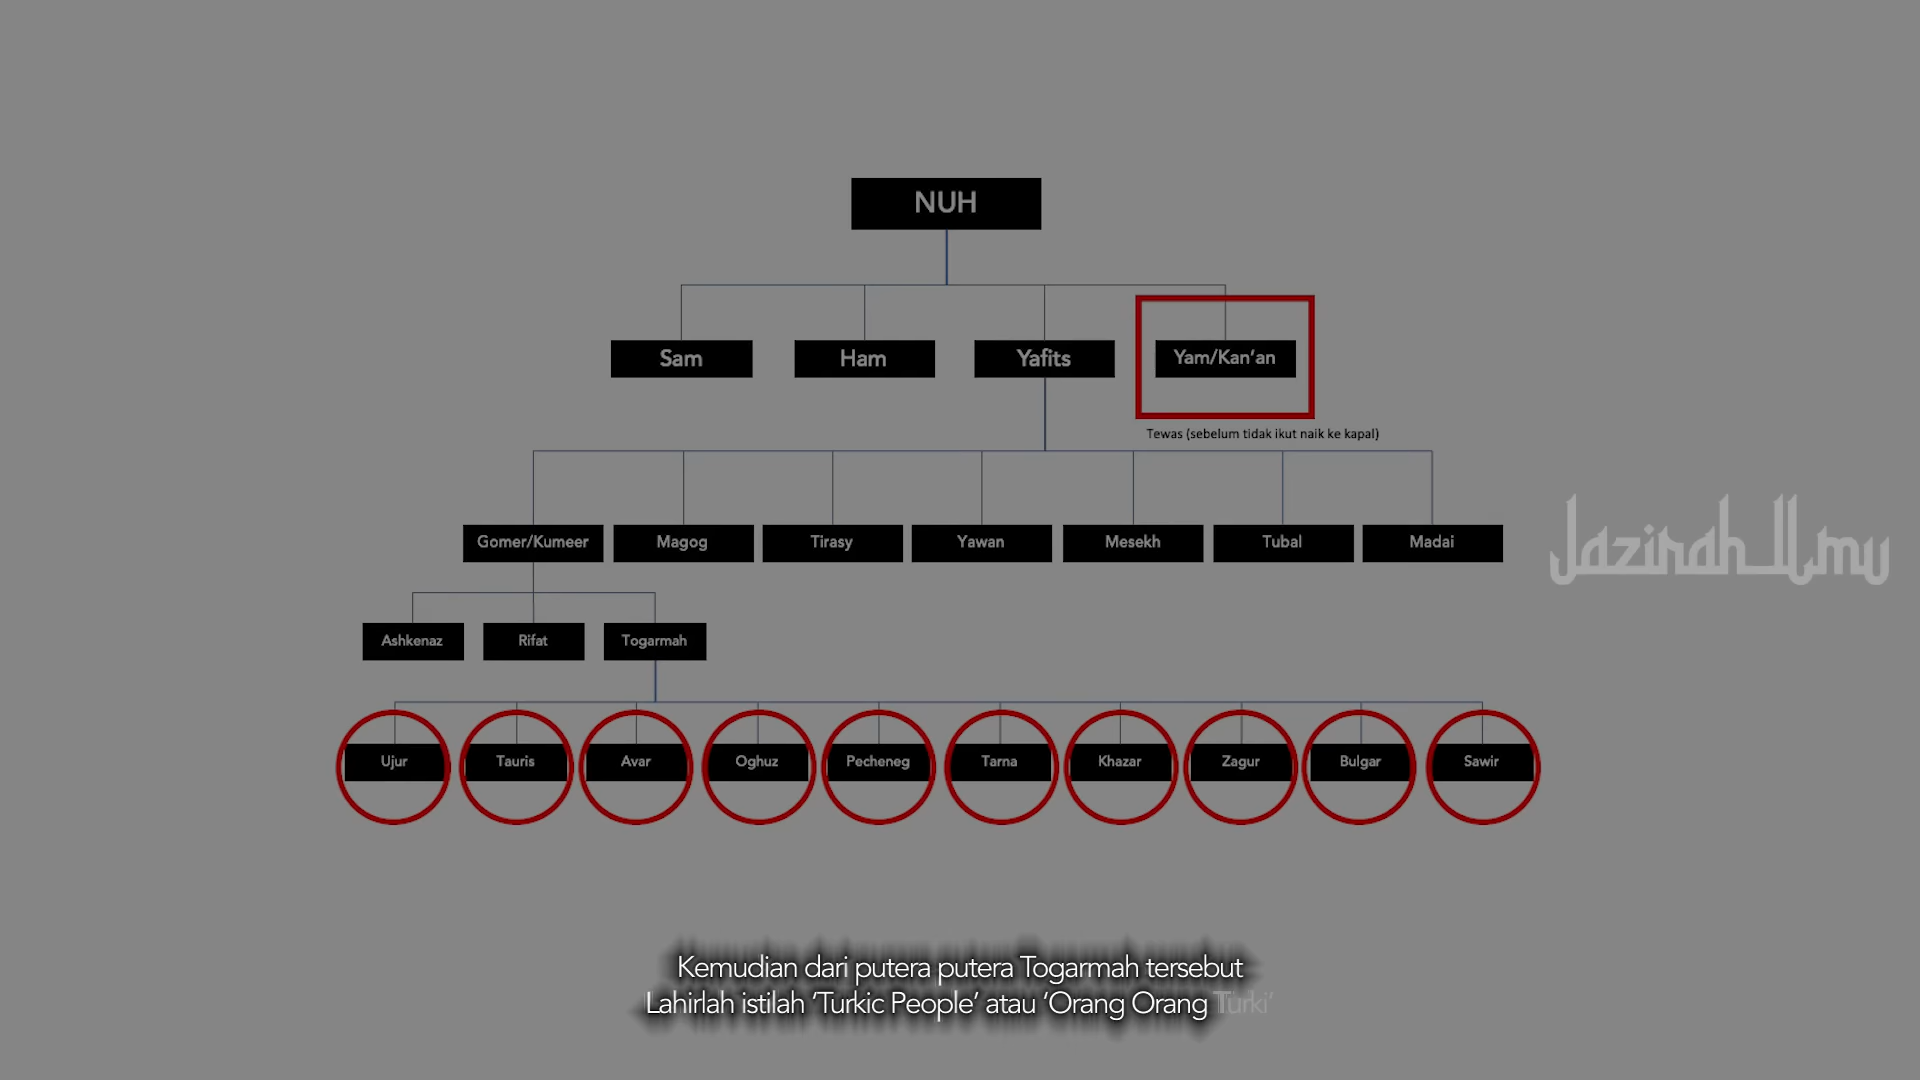 NUH
Sam
Ham
Yafits
Yam/Kan'an
Tewas (sebelum tidak ikut naik ke kapal)
Gomer/Kumeer
Magog
Tirasy
Yawan
Mesekh
Tubal
Madai
Jazirah_Ilmu
Ashkenaz
Rifat
Togarmah
Ujur
Tauris
Avar
Oghuz
Pecheneg
Tarna
Khazar
Zagur
Bulgar
Sawir
Kemudian dari putera putera Togarmah tersebut
Lahirlah istilah ‘Turkic People’ atau ‘Orang Orang Turki’